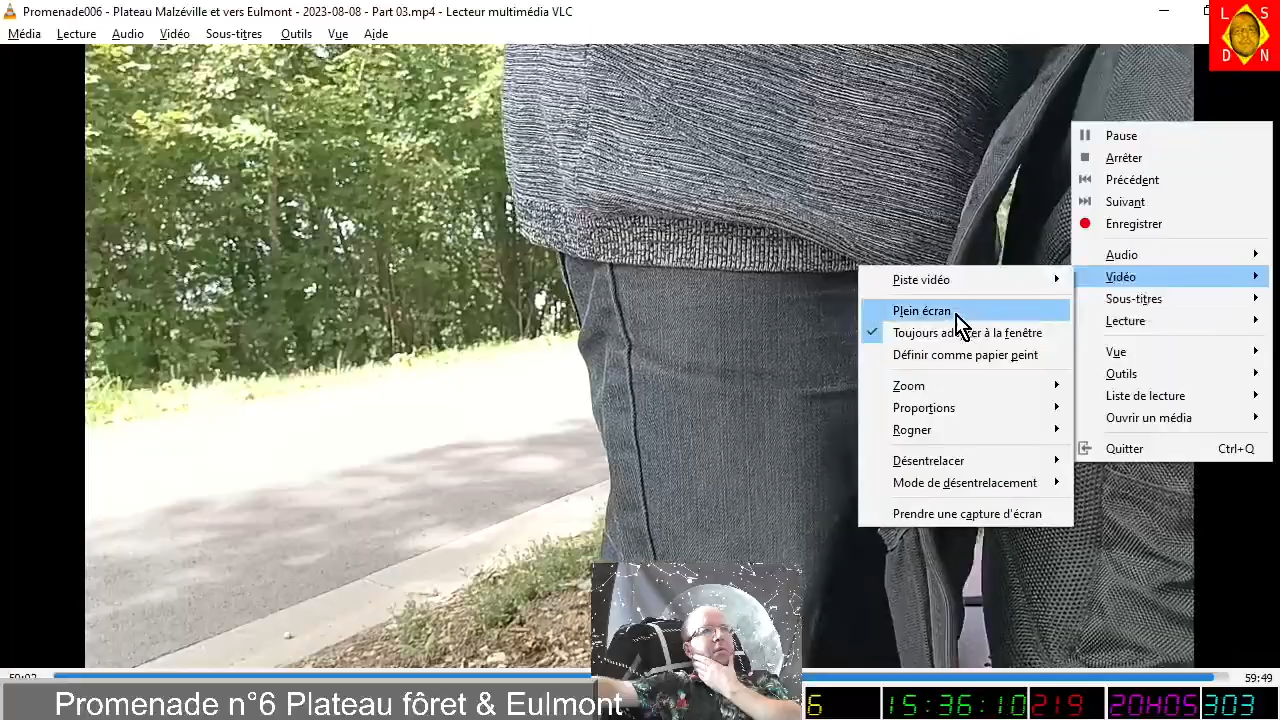 Promenade006 - Plateau Malzéville et vers Eulmont - 2023-08-08 - Part 03.mp4 - Lecteur multimédia VLC
L S
D N
Média Lecture Audio Vidéo Sous-titres Outils Vue Aide
Pause
Arrêter
Précédent
Suivant
Enregistrer
Audio
Vidéo
Sous-titres
Lecture
Vue
Outils
Liste de lecture
Ouvrir un média
Quitter Ctrl+Q
Piste vidéo
Plein écran
Toujours adapter à la fenêtre
Définir comme papier peint
Zoom
Proportions
Rogner
Désentrelacer
Mode de désentrelacement
Prendre une capture d'écran
59:49
Promenade n°6 Plateau fôret & Eulmont
6 15:36:10 219 20H05 303